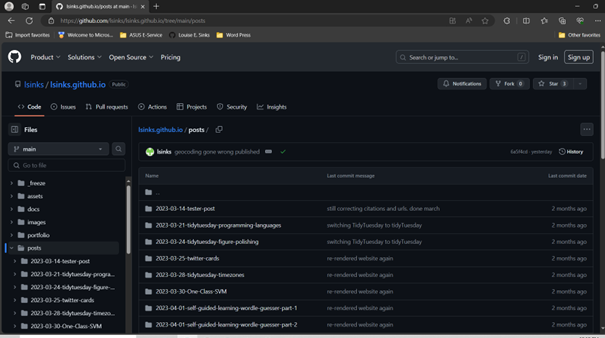 lsinks/lsinks.github.io at main
https://github.com/lsinks/lsinks.github.io/tree/main/posts
Import favorites Welcome to Micros... ASUS E-Service Louise E. Sinks Word Press Other favorites
Product Solutions Open Source Pricing Search or jump to... / Sign in Sign up
lsinks / lsinks.github.io Public Notifications Fork 0 Star 3
Code Issues Pull requests Actions Projects Security Insights
Files
main
Go to file
_freeze
assets
docs
images
portfolio
posts
2023-03-14-tester-post
2023-03-21-tidytuesday-progra...
2023-03-24-tidytuesday-figure-...
2023-03-25-twitter-cards
2023-03-28-tidytuesday-timezo...
2023-03-30-One-Class-SVM
lsinks.github.io / posts /
lsinks geocoding gone wrong published yesterday History
Name Last commit message Last commit date
..
2023-03-14-tester-post still correcting citations and urls. done march 2 months ago
2023-03-21-tidytuesday-programming-languages switching TidyTuesday to tidyTuesday 2 months ago
2023-03-24-tidytuesday-figure-polishing switching TidyTuesday to tidyTuesday 2 months ago
2023-03-25-twitter-cards re-rendered website again 2 months ago
2023-03-28-tidytuesday-timezones re-rendered website again 2 months ago
2023-03-30-One-Class-SVM re-rendered website again 2 months ago
2023-04-01-self-guided-learning-wordle-guesser-part-1 re-rendered website again 2 months ago
2023-04-01-self-guided-learning-wordle-guesser-part-2 re-rendered website again 2 months ago